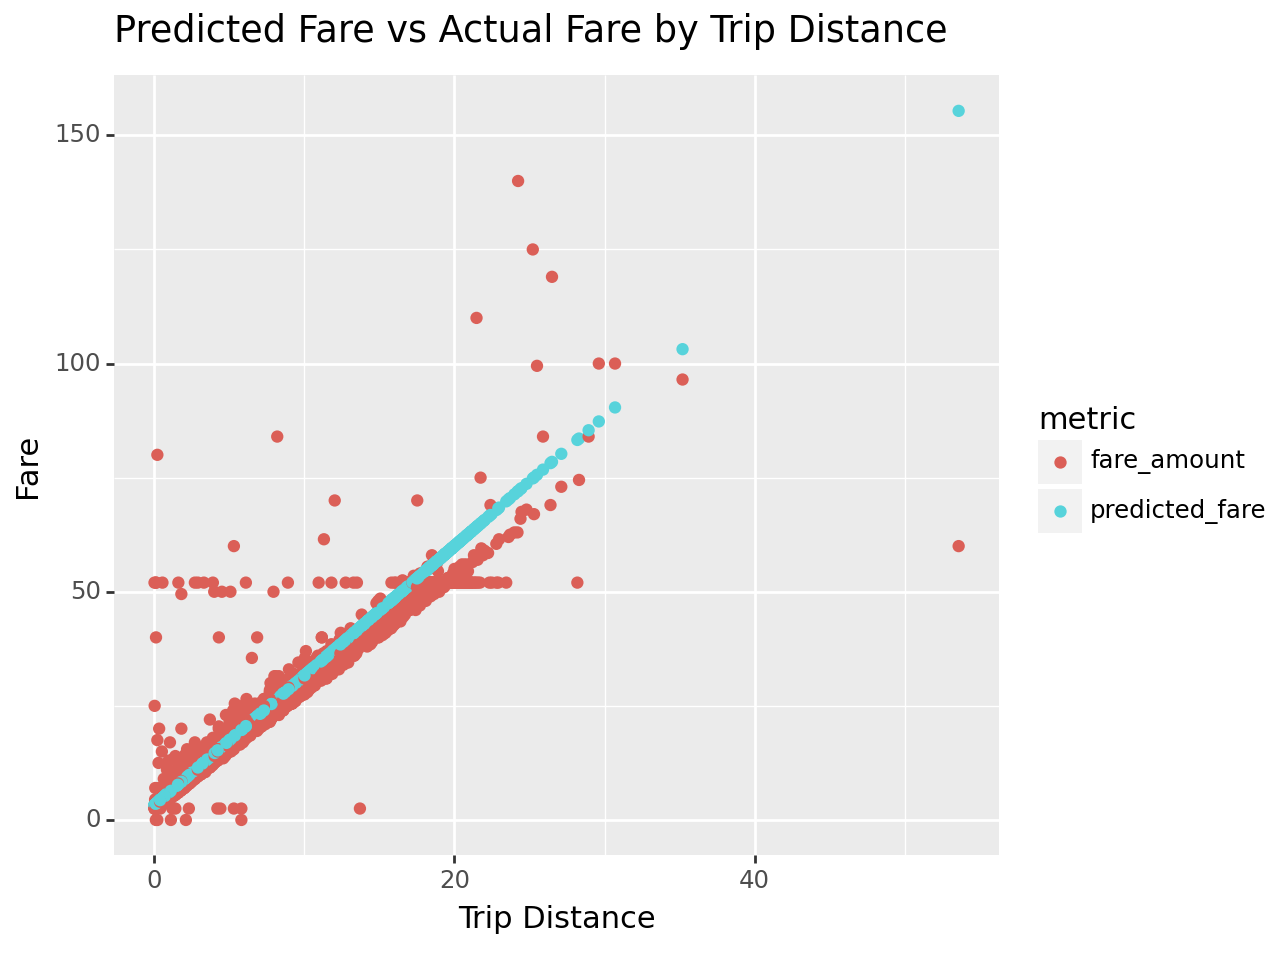 Predicted Fare vs Actual Fare by Trip Distance
150
100
50
0
Fare
0
20
40
Trip Distance
metric
fare_amount
predicted_fare